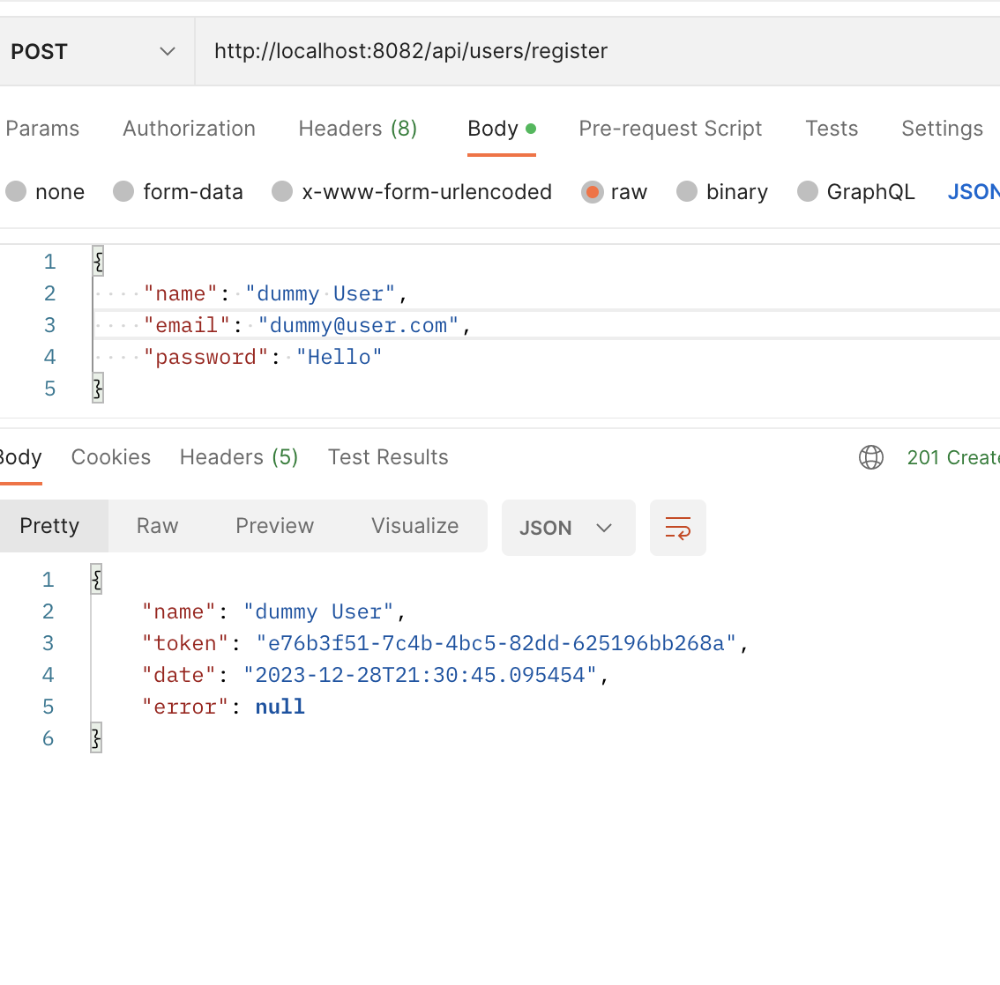 POST http://localhost:8082/api/users/register
Params Authorization Headers (8) Body Pre-request Script Tests Settings
none form-data x-www-form-urlencoded raw binary GraphQL JSON
1 {
2 "name": "dummy User",
3 "email": "dummy@user.com",
4 "password": "Hello"
5 }
Body Cookies Headers (5) Test Results 201 Create
Pretty Raw Preview Visualize JSON
1 {
2 "name": "dummy User",
3 "token": "e76b3f51-7c4b-4bc5-82dd-625196bb268a",
4 "date": "2023-12-28T21:30:45.095454",
5 "error": null
6 }